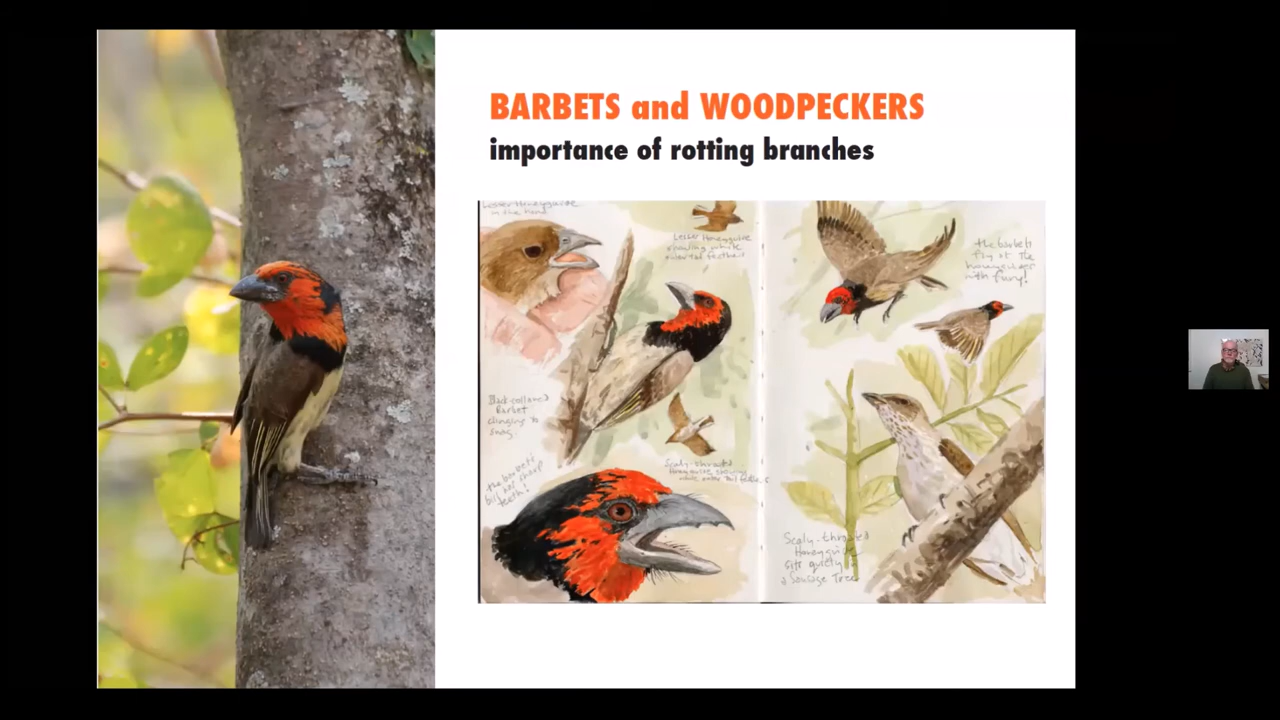 BARBETS and WOODPECKERS
importance of rotting branches
Lesser Honeyguide
in the hand
Lesser Honeyguide
showing white
outer tail feathers
Black-collared
Barbet
clinging to
snag.
the barbet's
bill has sharp
teeth!
Scaly-throated
Honeyguide showing
white outer tail feathers
the barbets
fly at the
honeyguides
with fury!
Scaly-throated
Honeyguide
sits quietly
a Sausage Tree